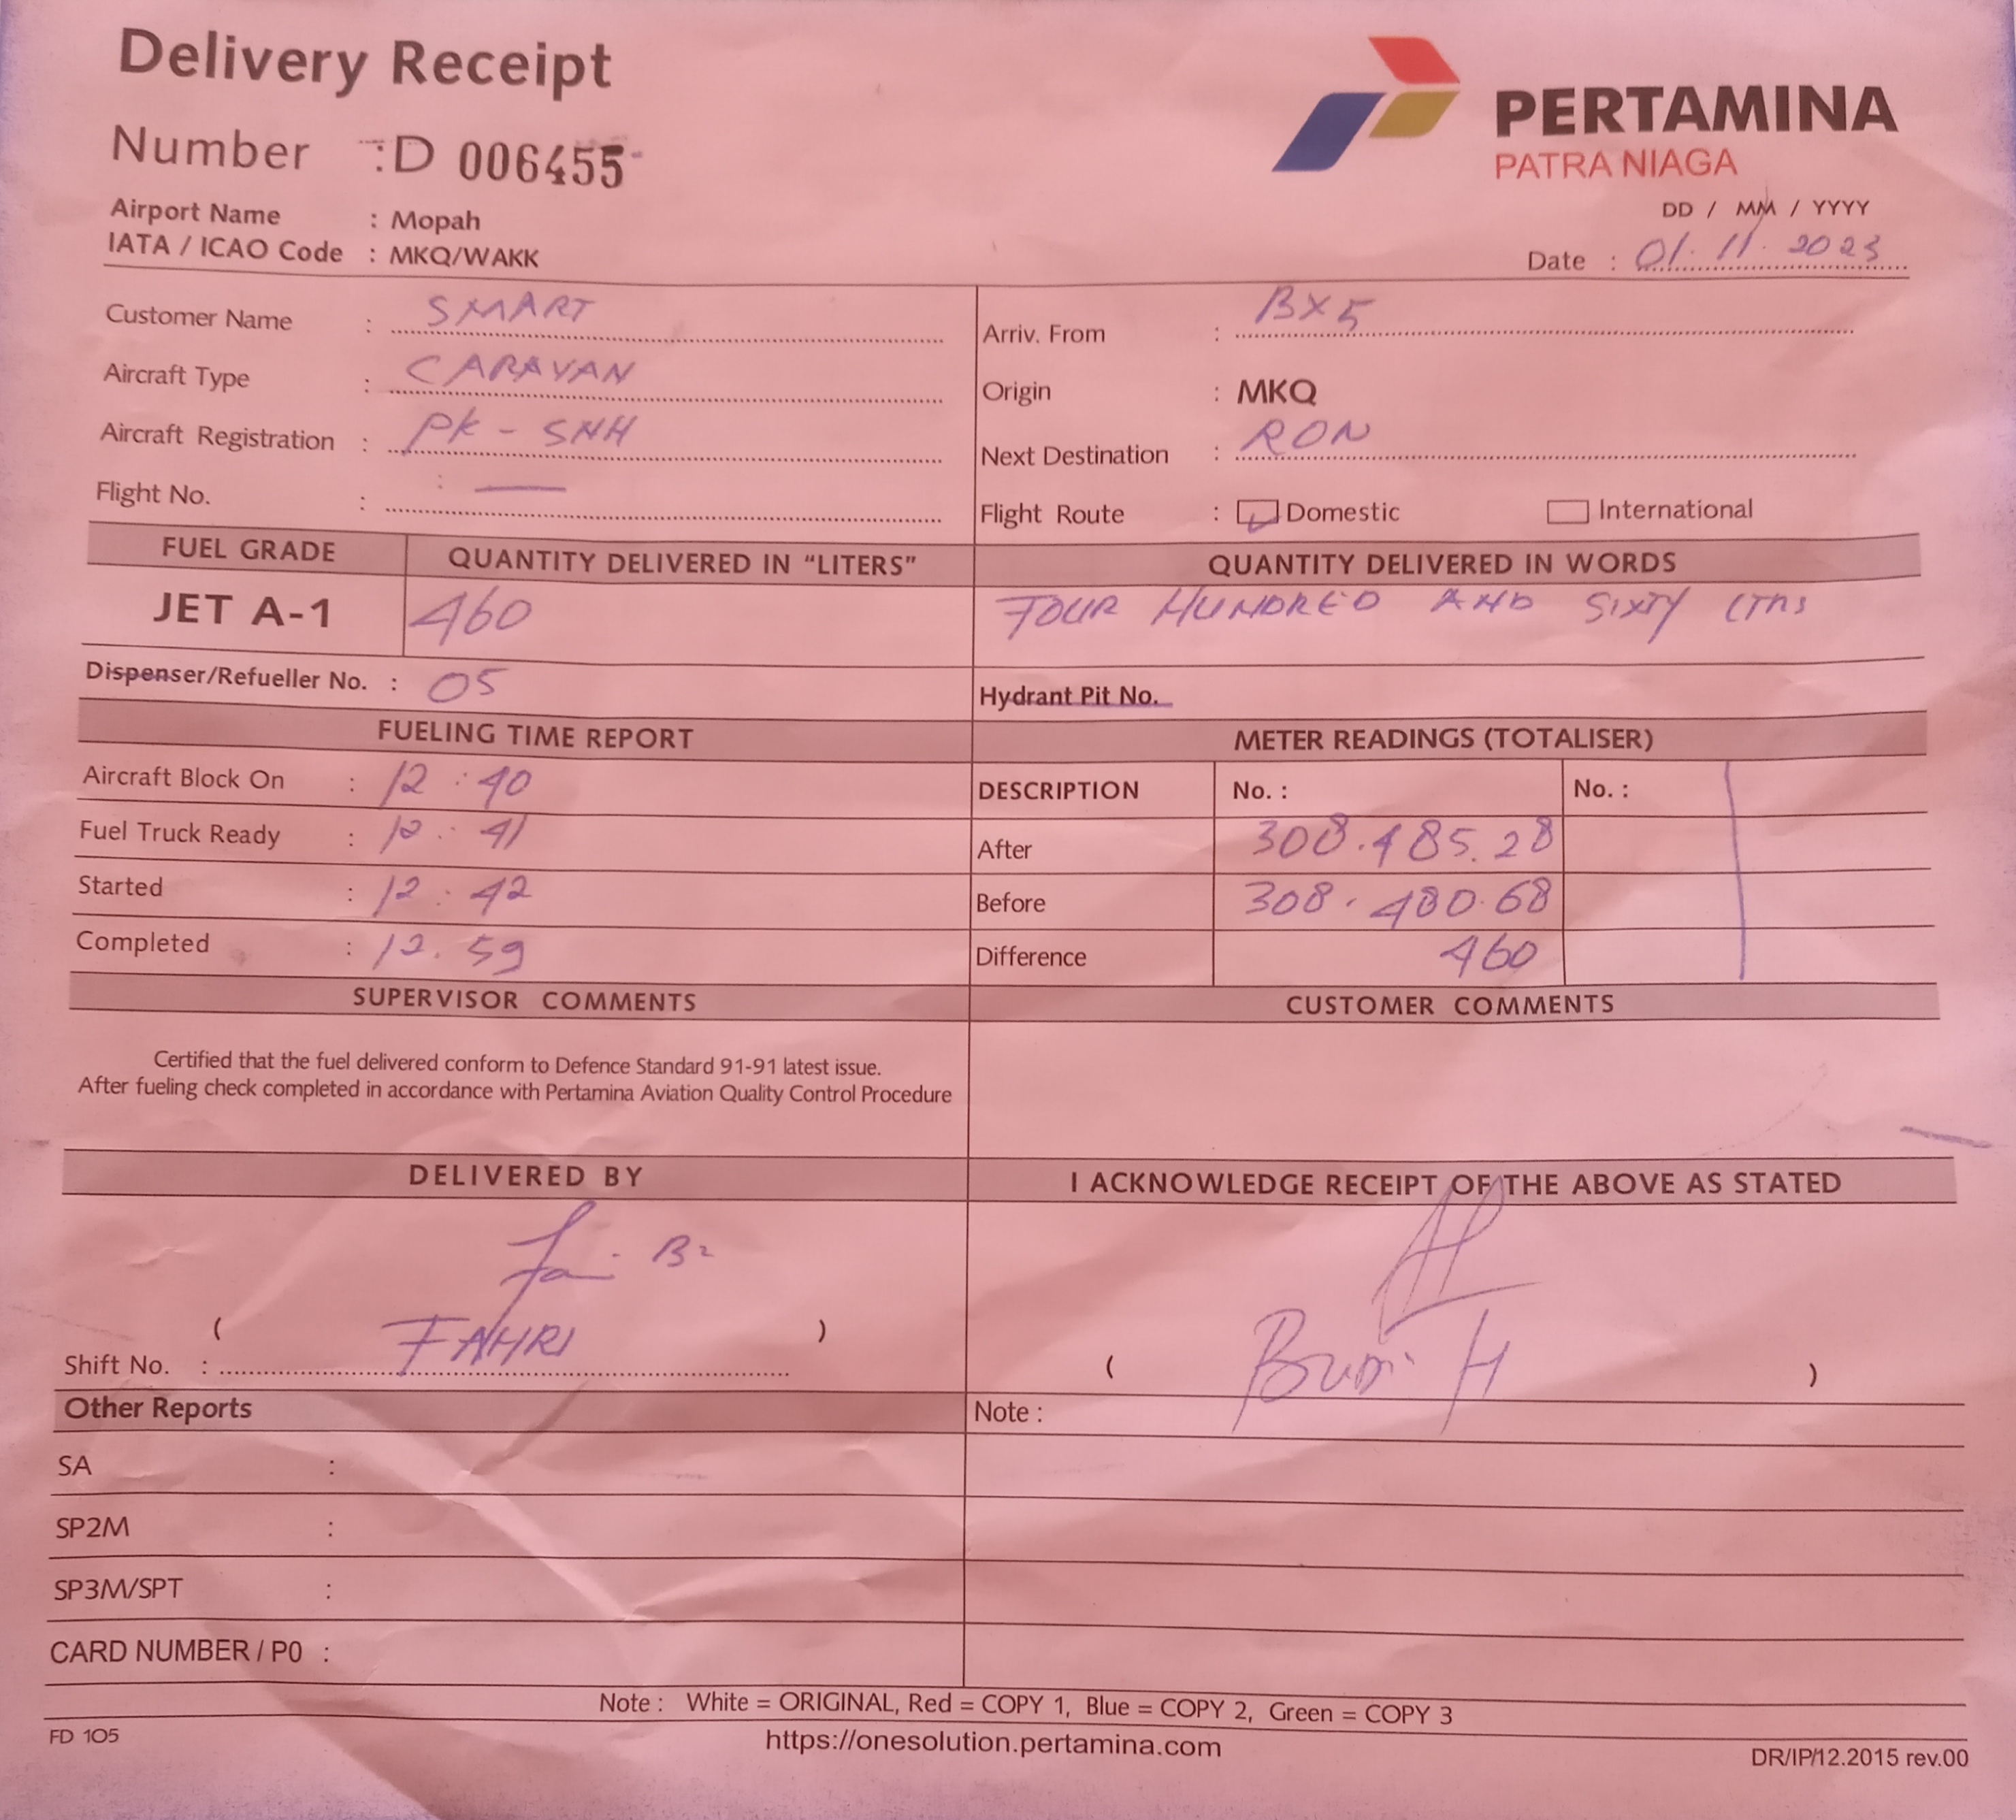 Delivery Receipt
PERTAMINA
PATRA NIAGA
Number : D 006455
Airport Name : Mopah
IATA / ICAO Code : MKQ/WAKK
DD / MM / YYYY
Date : 01. 11. 2023
Customer Name : SMART
Arriv. From : BX5
Aircraft Type : CARAVAN
Origin : MKQ
Aircraft Registration : PK - SNH
Next Destination : RON
Flight No. : —
Flight Route : Domestic International
FUEL GRADE QUANTITY DELIVERED IN “LITERS” QUANTITY DELIVERED IN WORDS
JET A-1 460 FOUR HUNDRED AND SIXTY LTRS
Dispenser/Refueller No. : 05
Hydrant Pit No.
FUELING TIME REPORT METER READINGS (TOTALISER)
Aircraft Block On : 12 : 40
DESCRIPTION No. : No. :
Fuel Truck Ready : 12 : 41
After 308.485.28
Started : 12 : 42
Before 308.480.68
Completed : 12. 59
Difference 460
SUPERVISOR COMMENTS CUSTOMER COMMENTS
Certified that the fuel delivered conform to Defence Standard 91-91 latest issue.
After fueling check completed in accordance with Pertamina Aviation Quality Control Procedure
DELIVERED BY I ACKNOWLEDGE RECEIPT OF THE ABOVE AS STATED
( FAHRI )
Shift No. :
( Budi H )
Other Reports Note :
SA :
SP2M :
SP3M/SPT :
CARD NUMBER / P0 :
Note : White = ORIGINAL, Red = COPY 1, Blue = COPY 2, Green = COPY 3
FD 105 https://onesolution.pertamina.com DR/IP/12.2015 rev.00